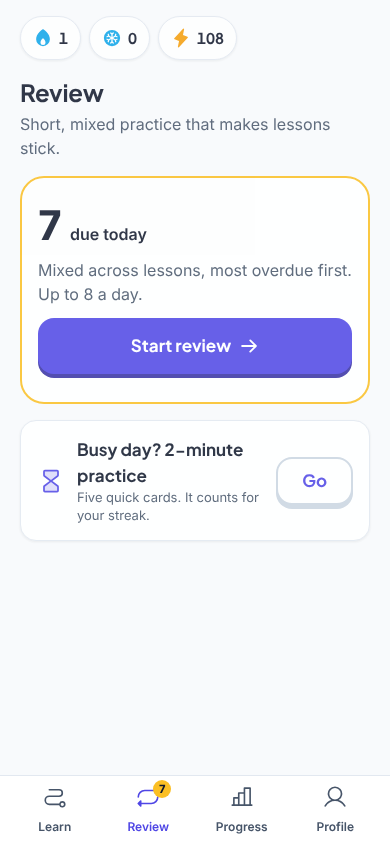 1 0 108
Review
Short, mixed practice that makes lessons
stick.
7 due today
Mixed across lessons, most overdue first.
Up to 8 a day.
Start review →
Busy day? 2-minute
practice
Five quick cards. It counts for
your streak.
Go
7
Learn Review Progress Profile